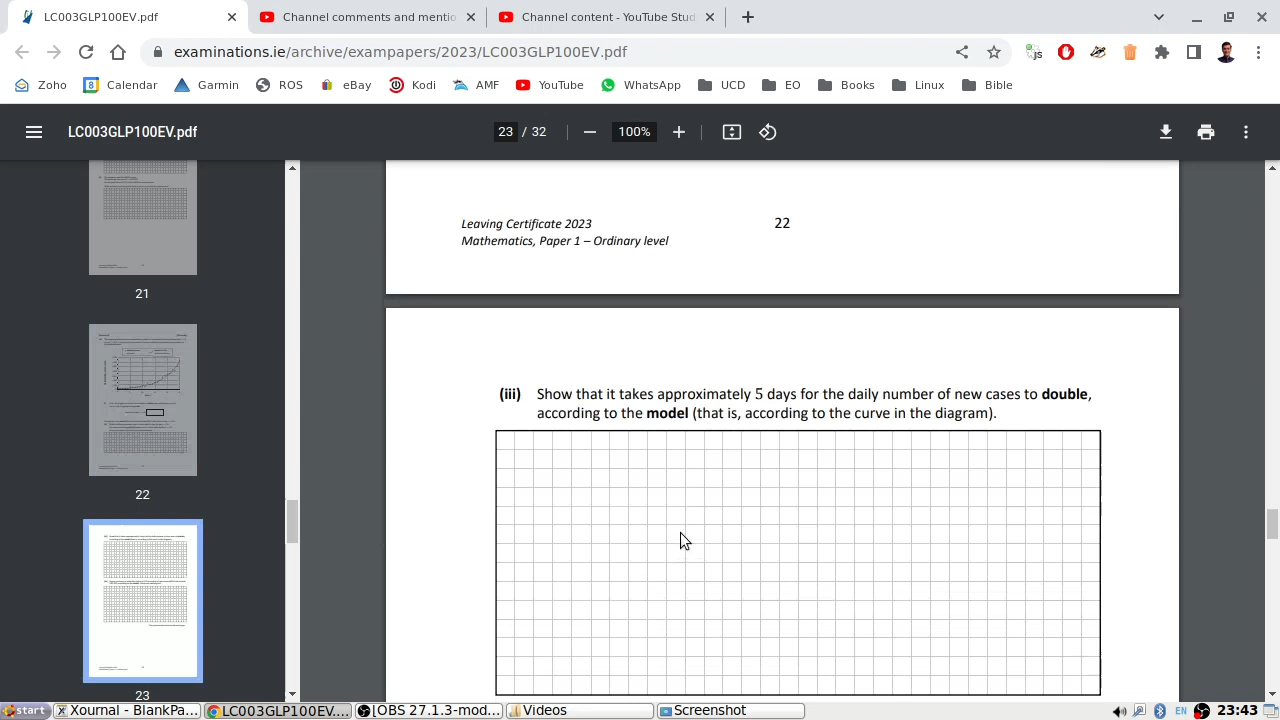 LC003GLP100EV.pdf
Channel comments and mentio
Channel content - YouTube Stud
examinations.ie/archive/exampapers/2023/LC003GLP100EV.pdf
JS
Zoho
8 Calendar
Garmin
ROS
eBay
Kodi
AMF
YouTube
WhatsApp
UCD
EO
Books
Linux
Bible
LC003GLP100EV.pdf
23 / 32
100%
21
22
23
Leaving Certificate 2023
22
Mathematics, Paper 1 – Ordinary level
(iii) Show that it takes approximately 5 days for the daily number of new cases to double,
according to the model (that is, according to the curve in the diagram).
start
Xournal - BlankPa...
LC003GLP100EV....
[OBS 27.1.3-mod...
Videos
Screenshot
EN
23:43